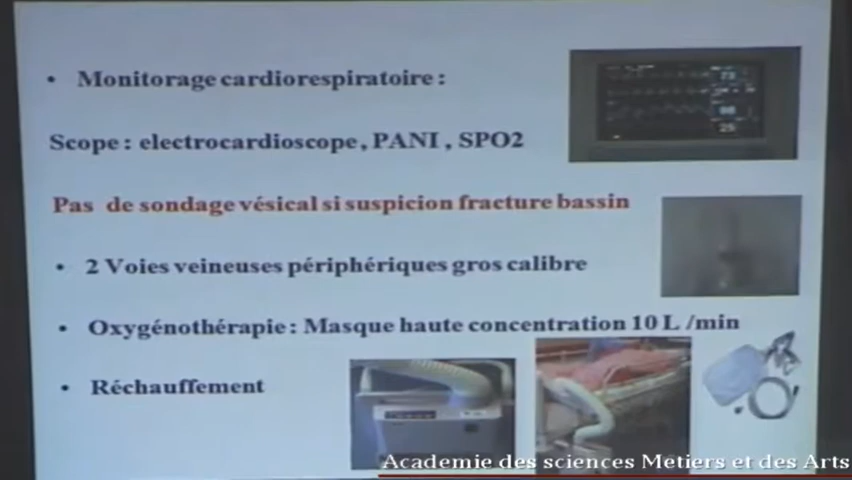 • Monitorage cardiorespiratoire :
Scope : electrocardioscope, PANI , SPO2
Pas de sondage vésical si suspicion fracture bassin
• 2 Voies veineuses périphériques gros calibre
• Oxygénothérapie : Masque haute concentration 10 L /min
• Réchauffement
Academie des sciences Metiers et des Arts